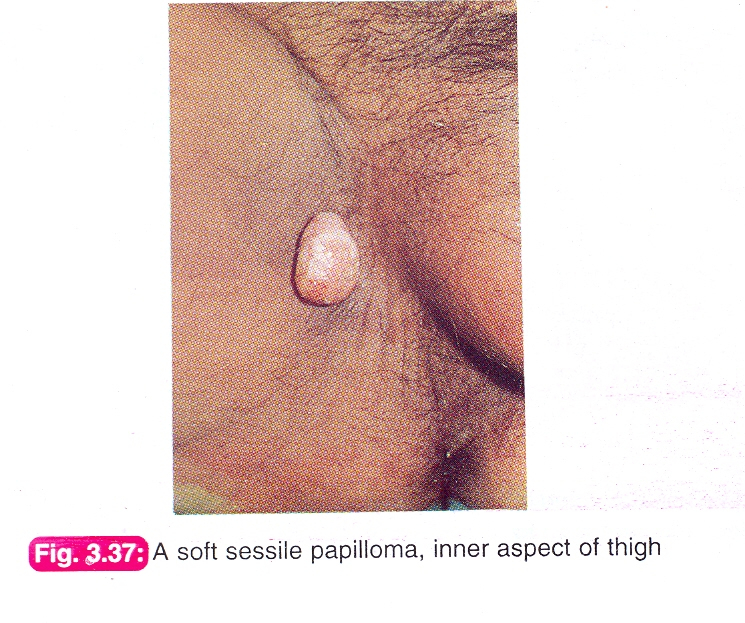 Fig. 3.37: A soft sessile papilloma, inner aspect of thigh